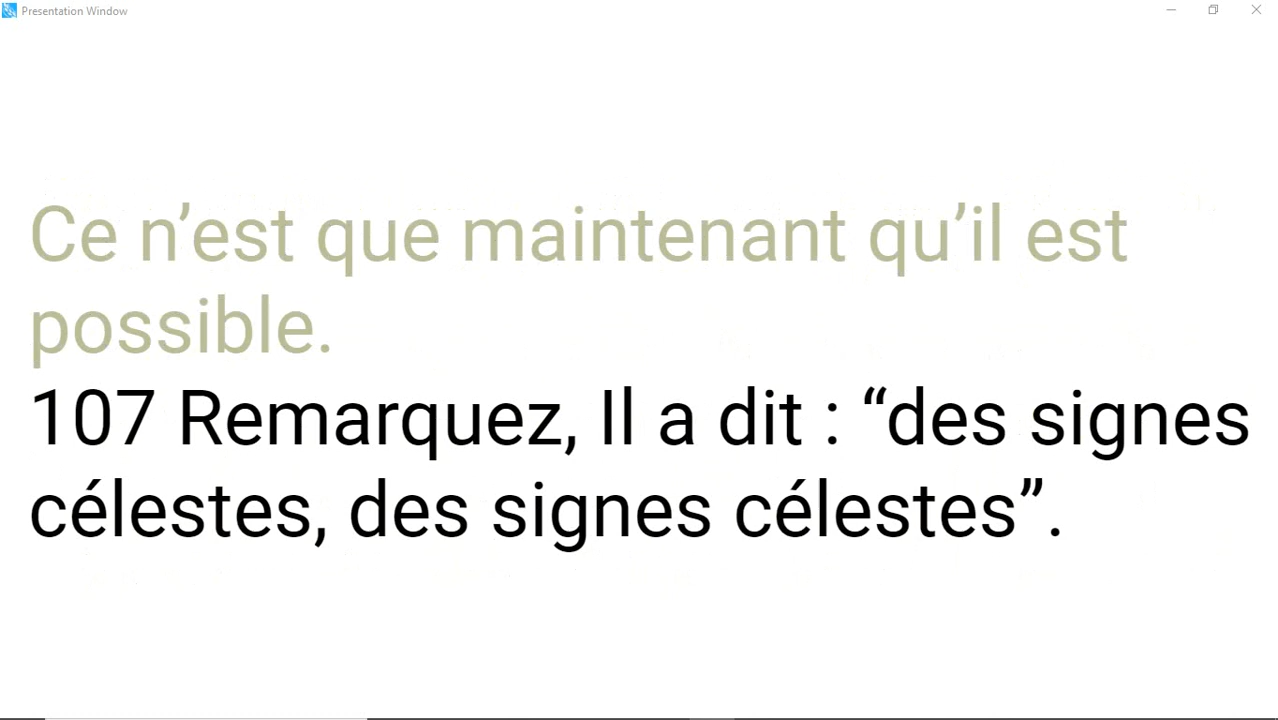 Presentation Window
Ce n’est que maintenant qu’il est
possible.
107 Remarquez, Il a dit : “des signes
célestes, des signes célestes”.